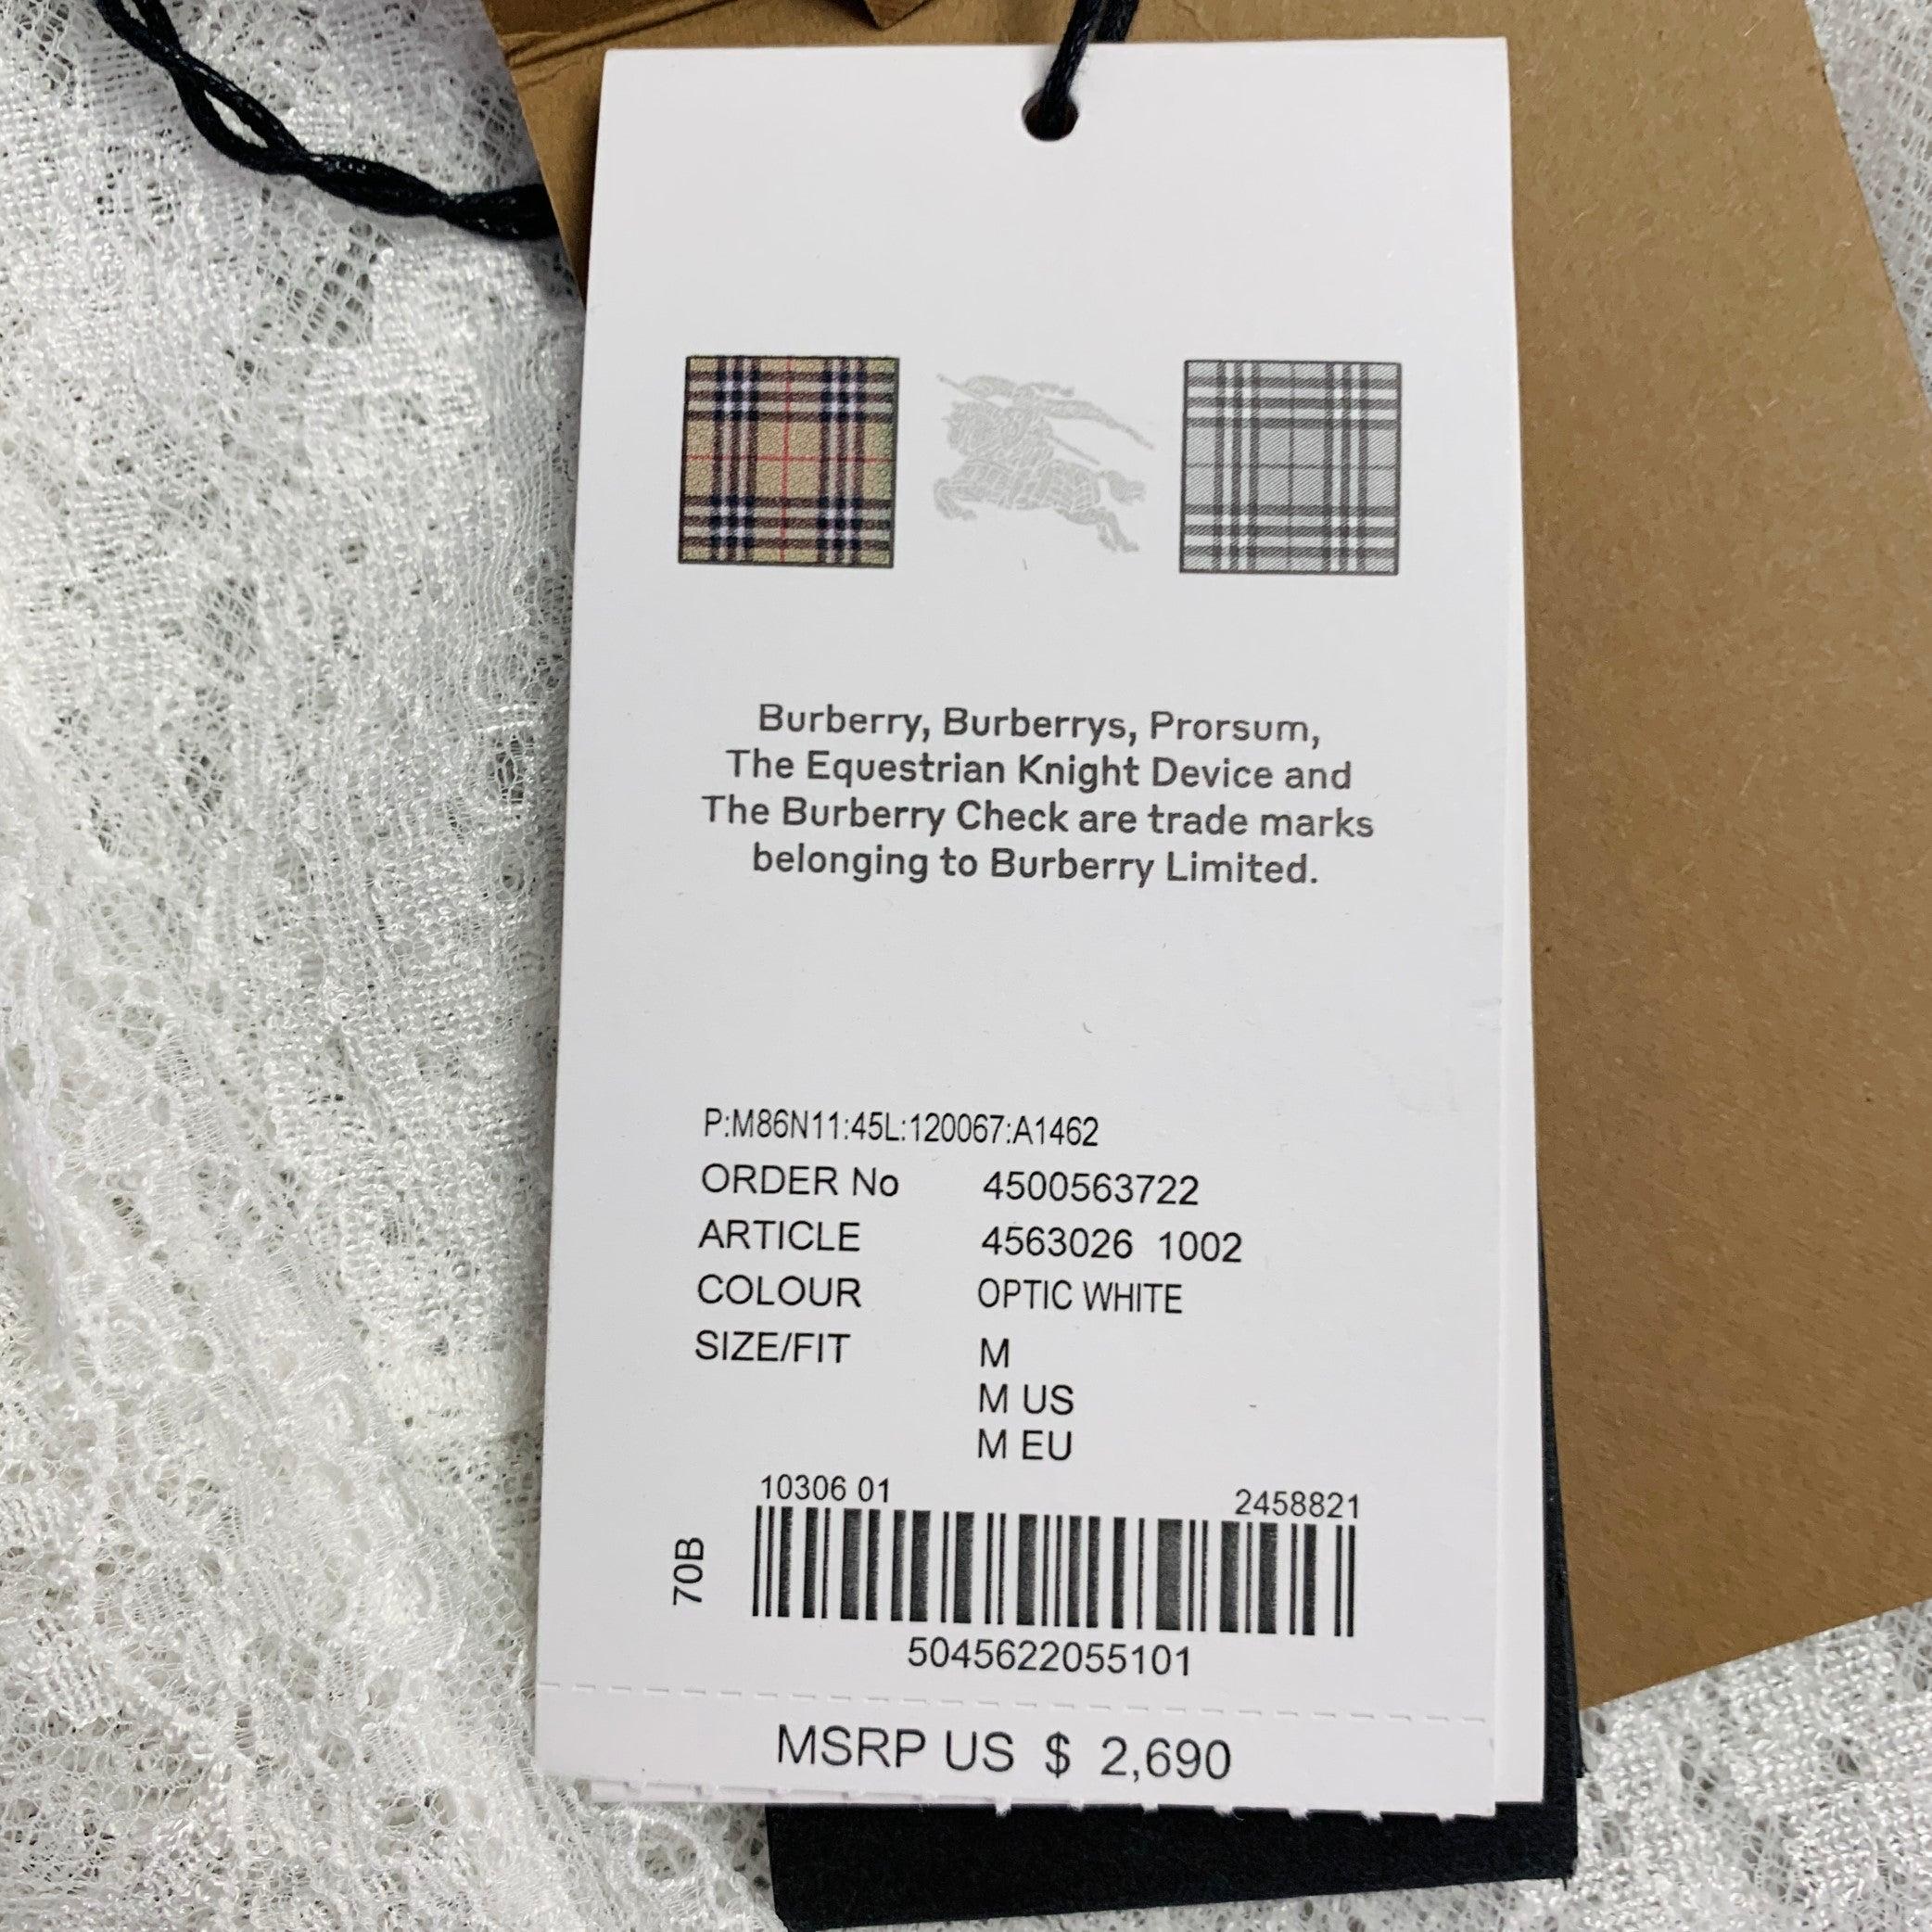 Burberry, Burberrys, Prorsum,
The Equestrian Knight Device and
The Burberry Check are trade marks
belonging to Burberry Limited.
P:M86N11:45L:120067:A1462
ORDER No 4500563722
ARTICLE 4563026 1002
COLOUR OPTIC WHITE
SIZE/FIT M
M US
M EU
10306 01 2458821
70B
5045622055101
MSRP US $ 2,690